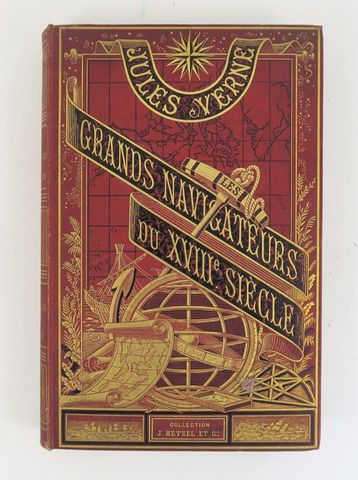 JULES VERNE
LES
GRANDS NAVIGATEURS
DU XVIIIe SIÈCLE
COLLECTION
J. HETZEL ET Cie